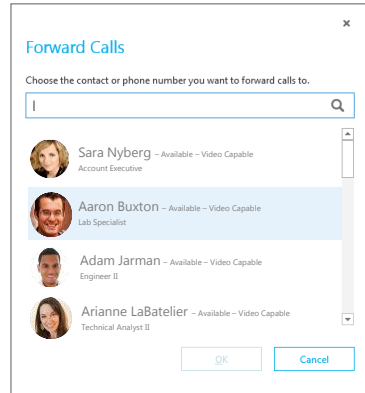 Forward Calls
Choose the contact or phone number you want to forward calls to.
Sara Nyberg – Available – Video Capable
Account Executive
Aaron Buxton – Available – Video Capable
Lab Specialist
Adam Jarman – Available – Video Capable
Engineer II
Arianne LaBatelier – Available – Video Capable
Technical Analyst II
OK Cancel